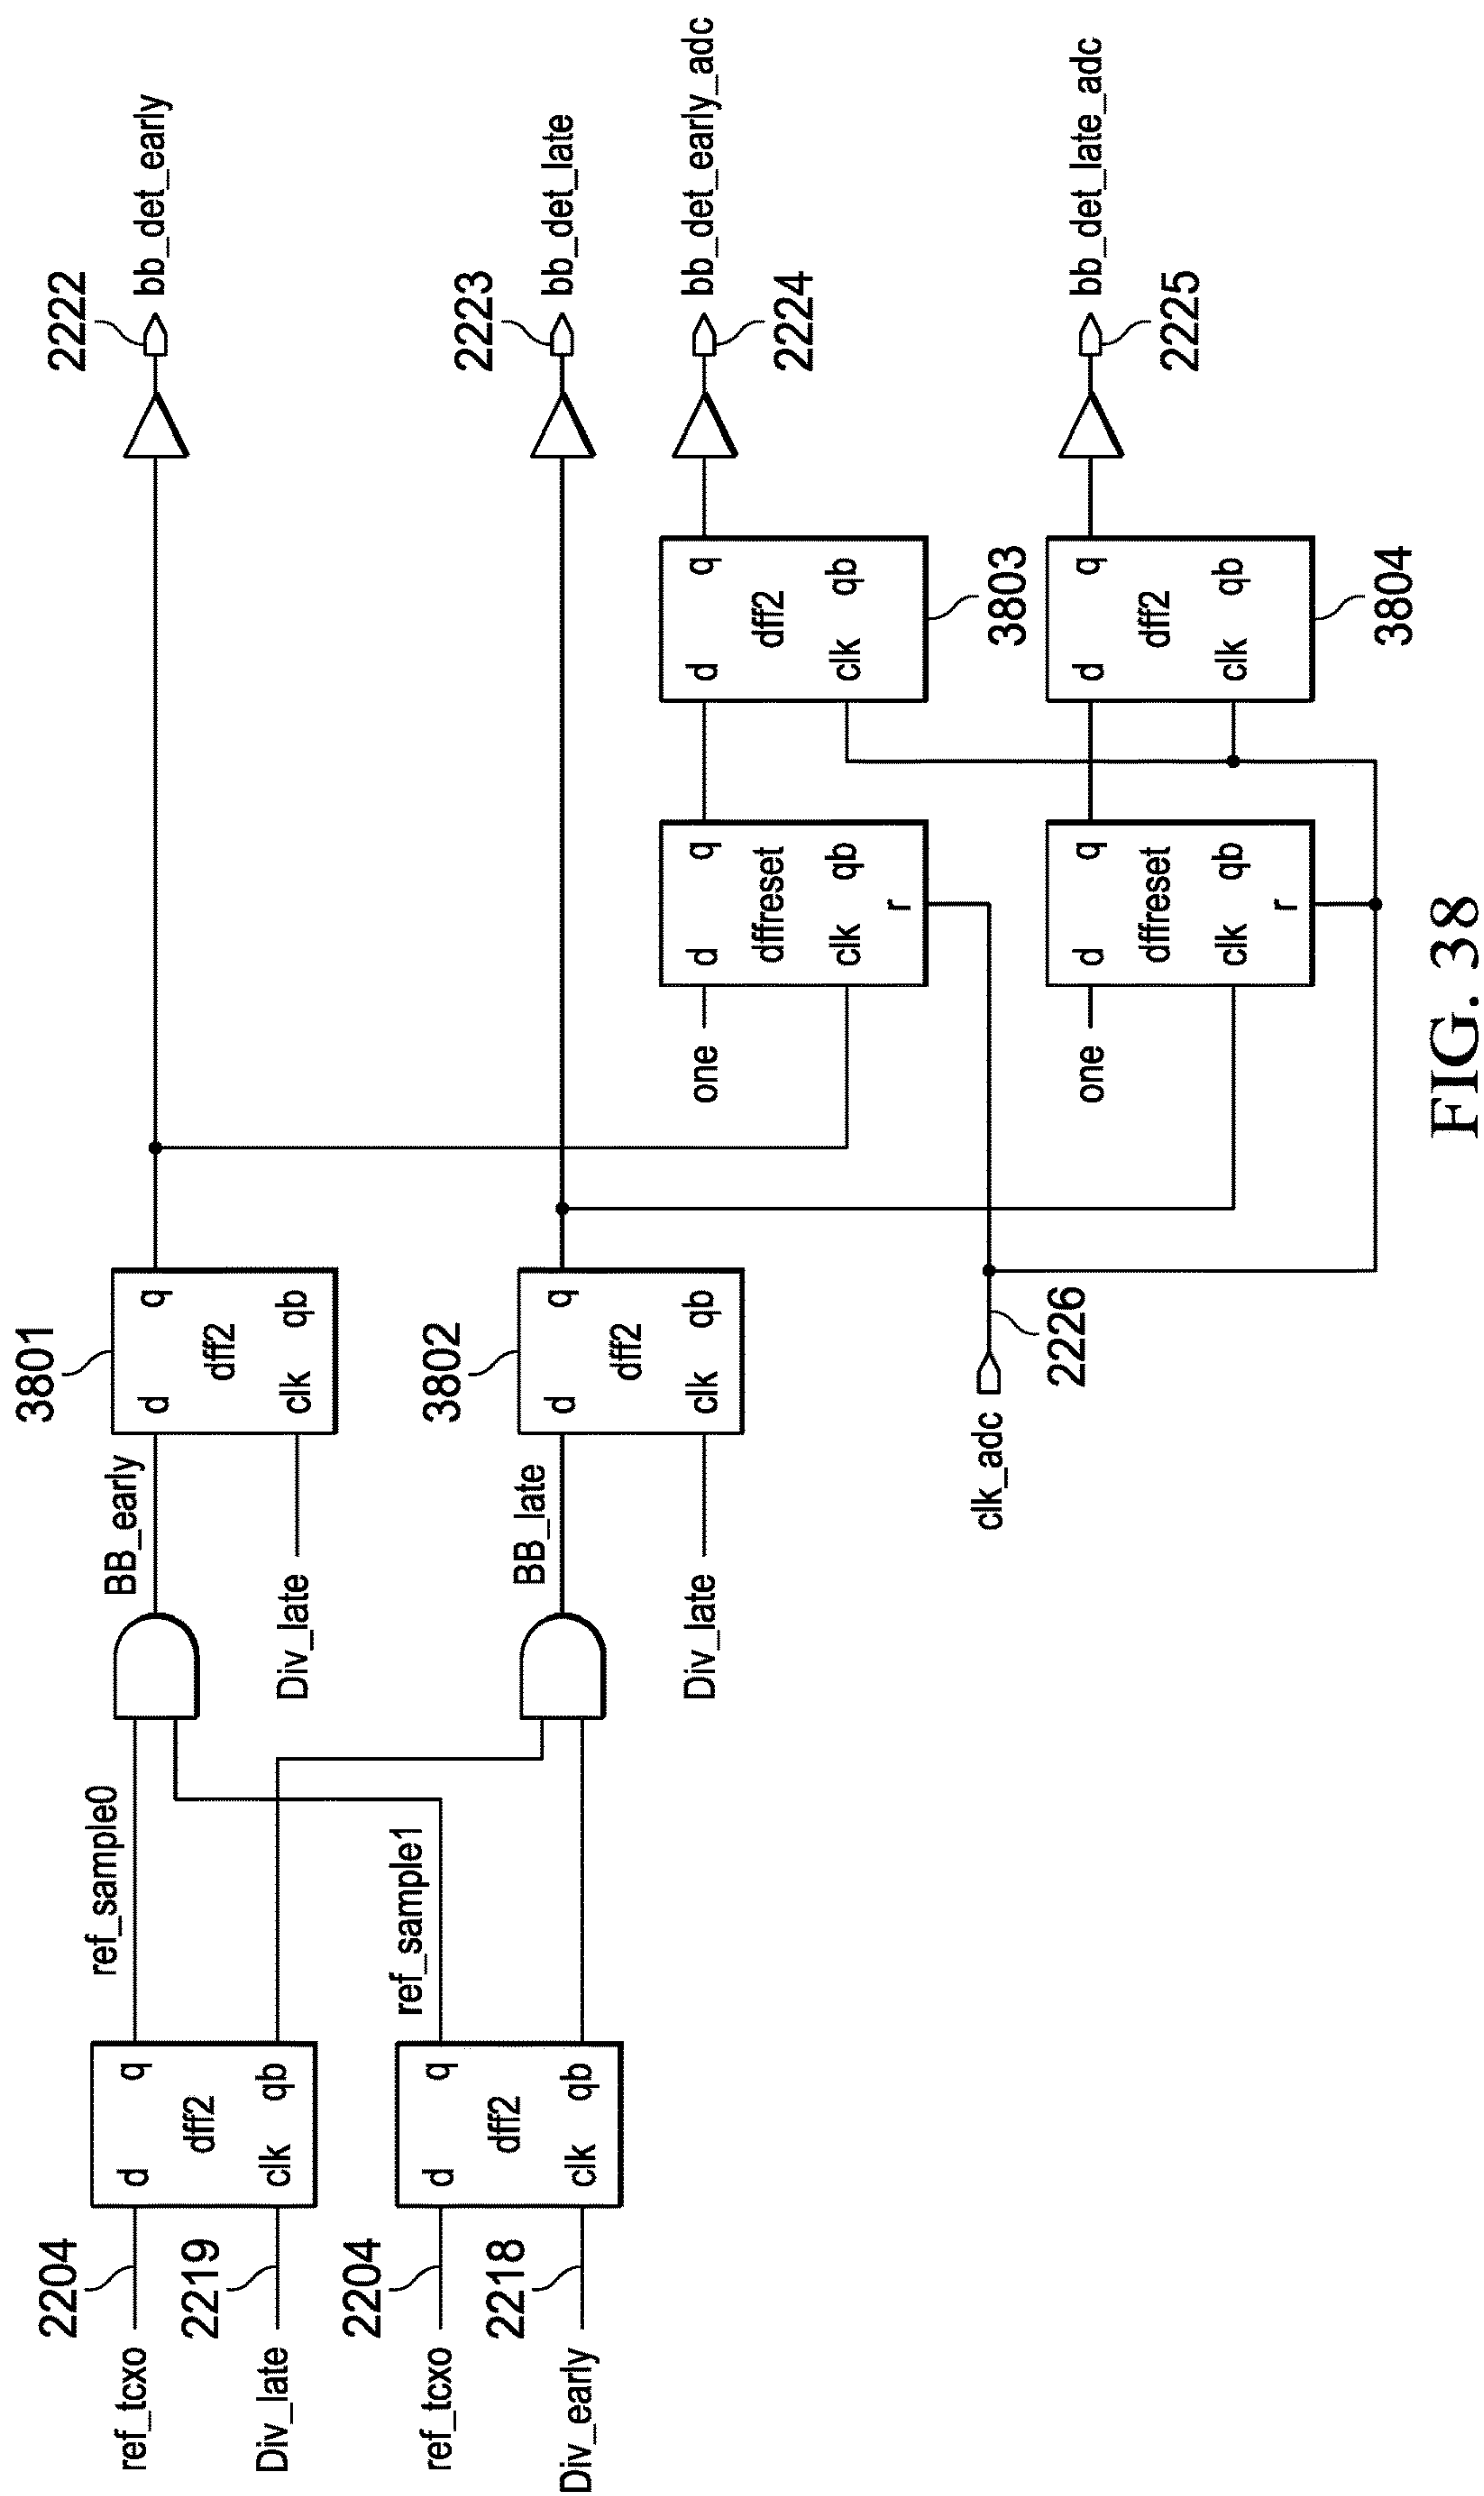 2204
ref_tcxo
2219
Div_late
d
q
dff2
clk
qb
ref_sample0
2204
ref_tcxo
2218
Div_early
d
q
dff2
clk
qb
ref_sample1
BB_early
Div_late
3801
d
q
dff2
clk
qb
2222
bb_det_early
BB_late
Div_late
3802
d
q
dff2
clk
qb
2223
bb_det_late
clk_adc
2226
one
d
q
dffreset
clk
qb
r
d
q
dff2
clk
qb
3803
2224
bb_det_early_adc
one
d
q
dffreset
clk
qb
r
d
q
dff2
clk
qb
3804
2225
bb_det_late_adc
FIG. 38